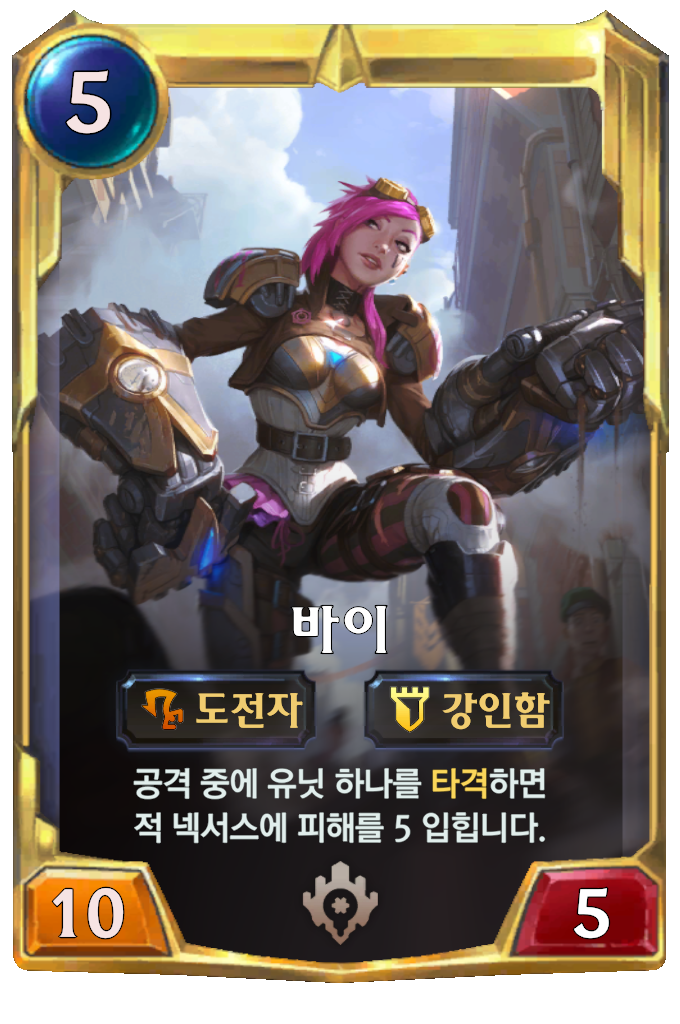 5
바이
도전자 강인함
공격 중에 유닛 하나를 타격하면
적 넥서스에 피해를 5 입힙니다.
10 5